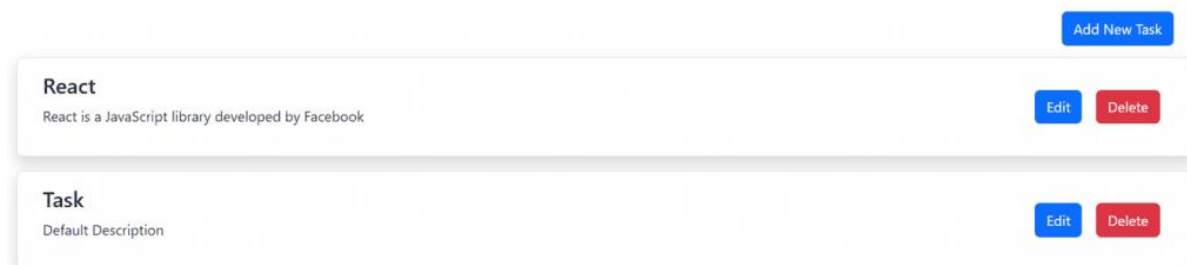 Add New Task
React
React is a JavaScript library developed by Facebook
Edit
Delete
Task
Default Description
Edit
Delete